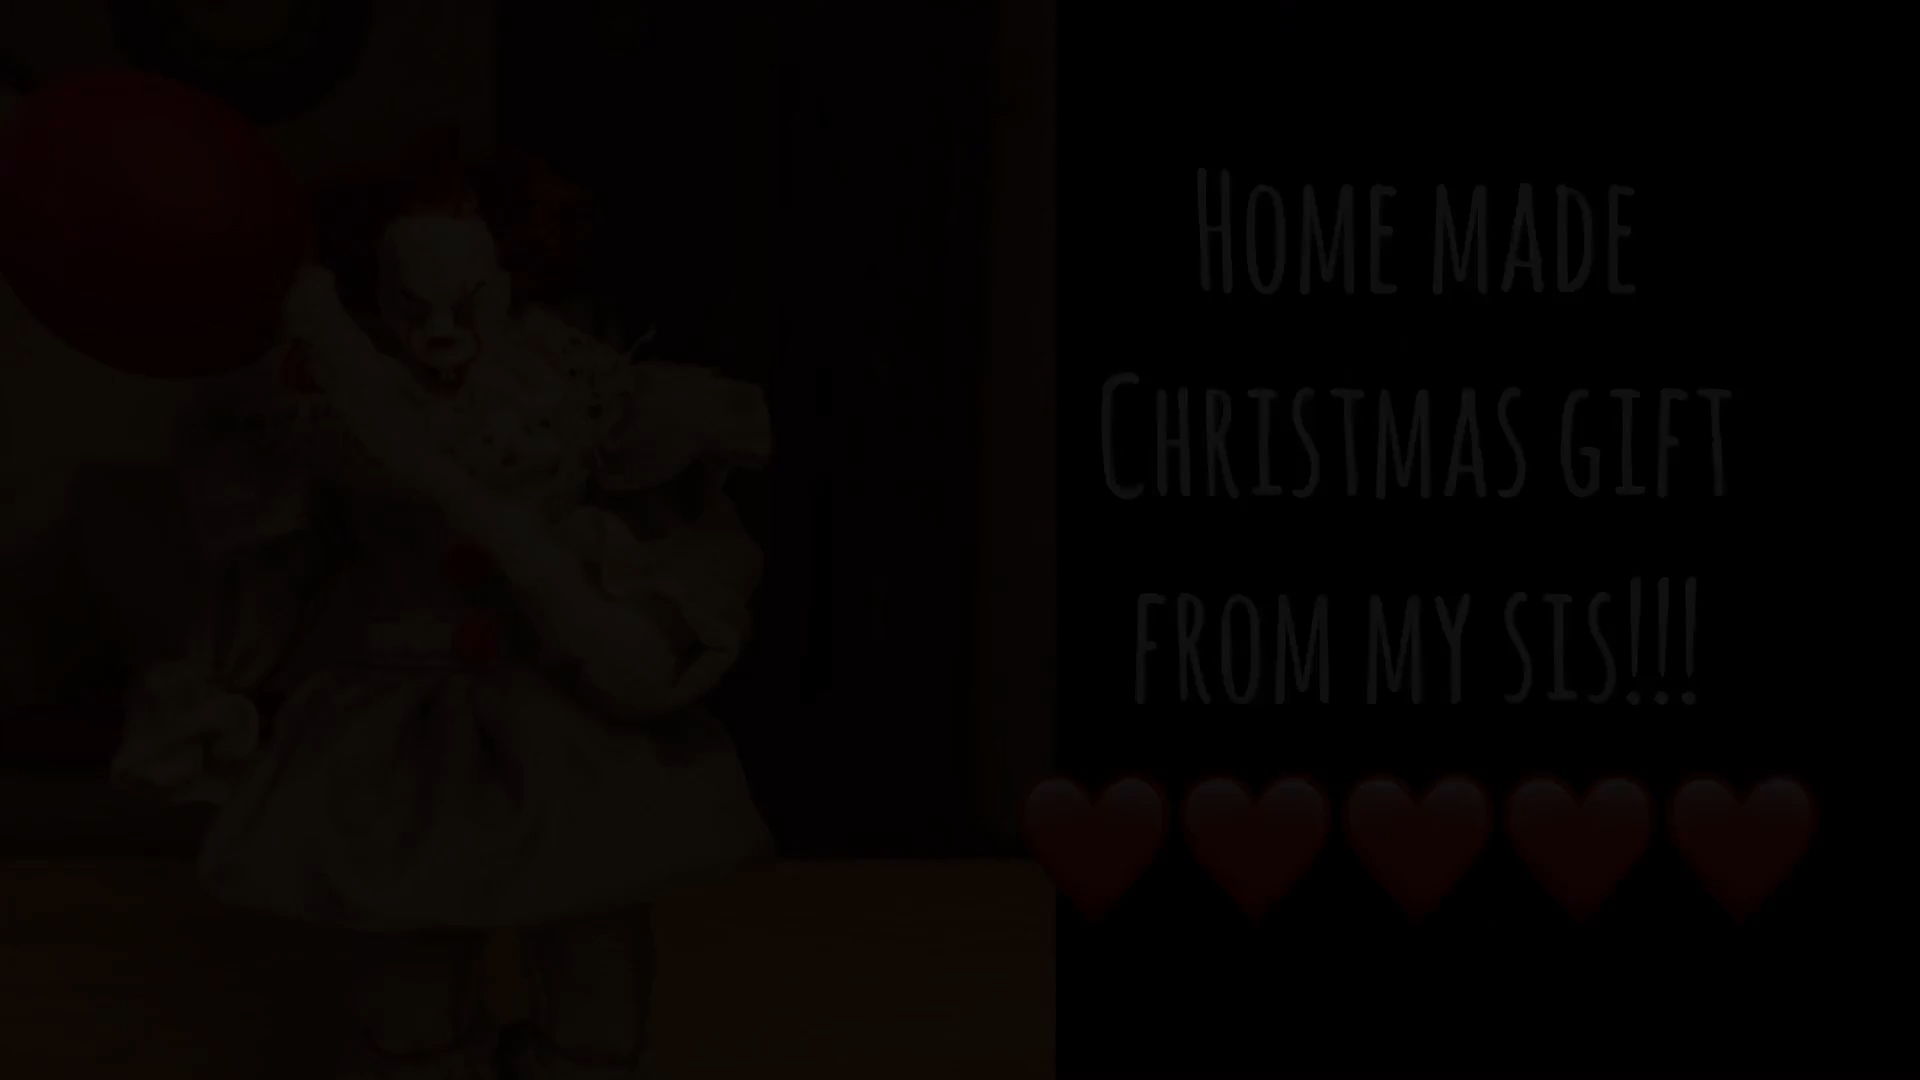 Home made
Christmas gift
from my sis!!!
❤️❤️❤️❤️❤️